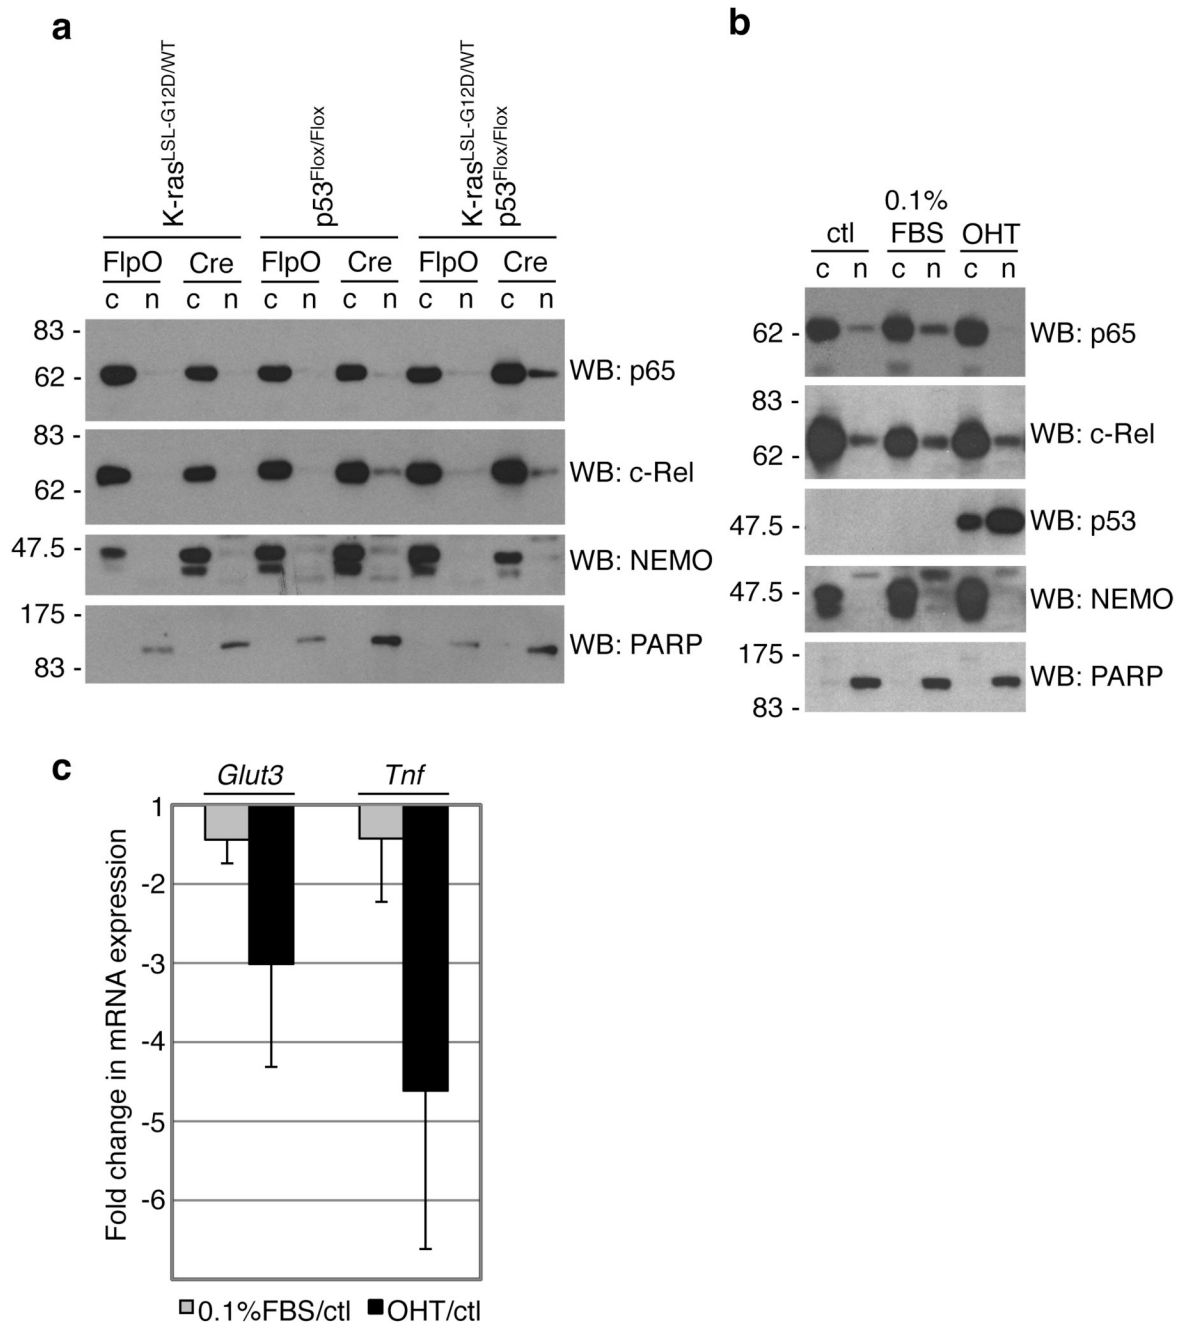 a
K-ras^LSL-G12D/WT
p53^Flox/Flox
K-ras^LSL-G12D/WT
p53^Flox/Flox
FlpO Cre FlpO Cre FlpO Cre
c n c n c n c n c n c n
83 -
62 -
WB: p65
83 -
62 -
WB: c-Rel
47.5 -
WB: NEMO
175 -
83 -
WB: PARP
b
0.1%
ctl FBS OHT
c n c n c n
62 -
WB: p65
83 -
62 -
WB: c-Rel
47.5 -
WB: p53
47.5 -
WB: NEMO
175 -
83 -
WB: PARP
c
Glut3 Tnf
Fold change in mRNA expression
1
-2
-3
-4
-5
-6
0.1%FBS/ctl OHT/ctl